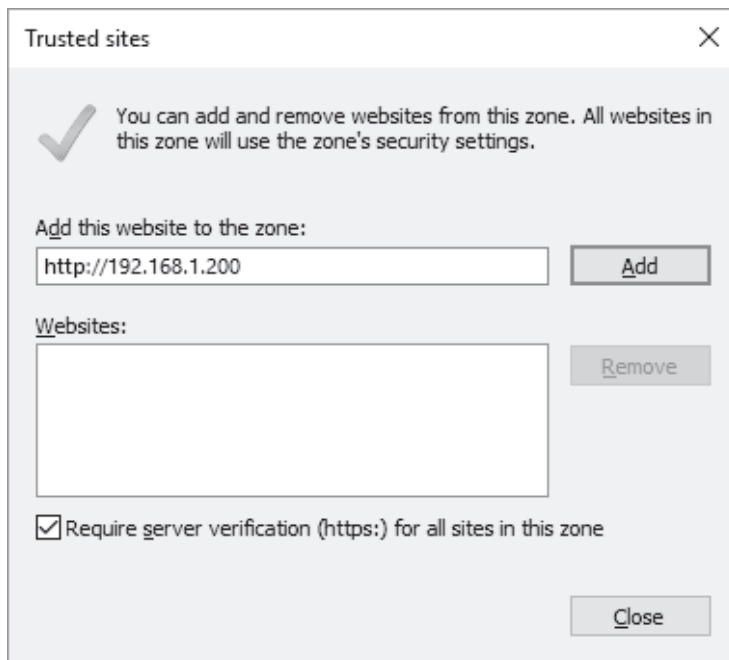 Trusted sites
You can add and remove websites from this zone. All websites in
this zone will use the zone's security settings.
Add this website to the zone:
http://192.168.1.200
Add
Websites:
Remove
Require server verification (https:) for all sites in this zone
Close